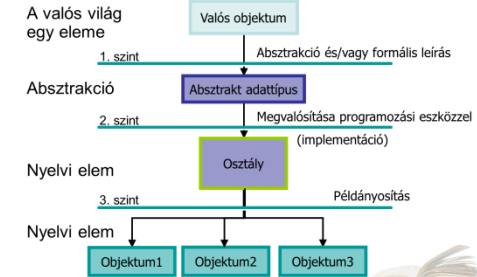 A valós világ
egy eleme
Valós objektum
1. szint
Absztrakció és/vagy formális leírás
Absztrakció
Absztrakt adattípus
2. szint
Megvalósítása programozási eszközzel
(implementáció)
Nyelvi elem
Osztály
3. szint
Példányosítás
Nyelvi elem
Objektum1
Objektum2
Objektum3